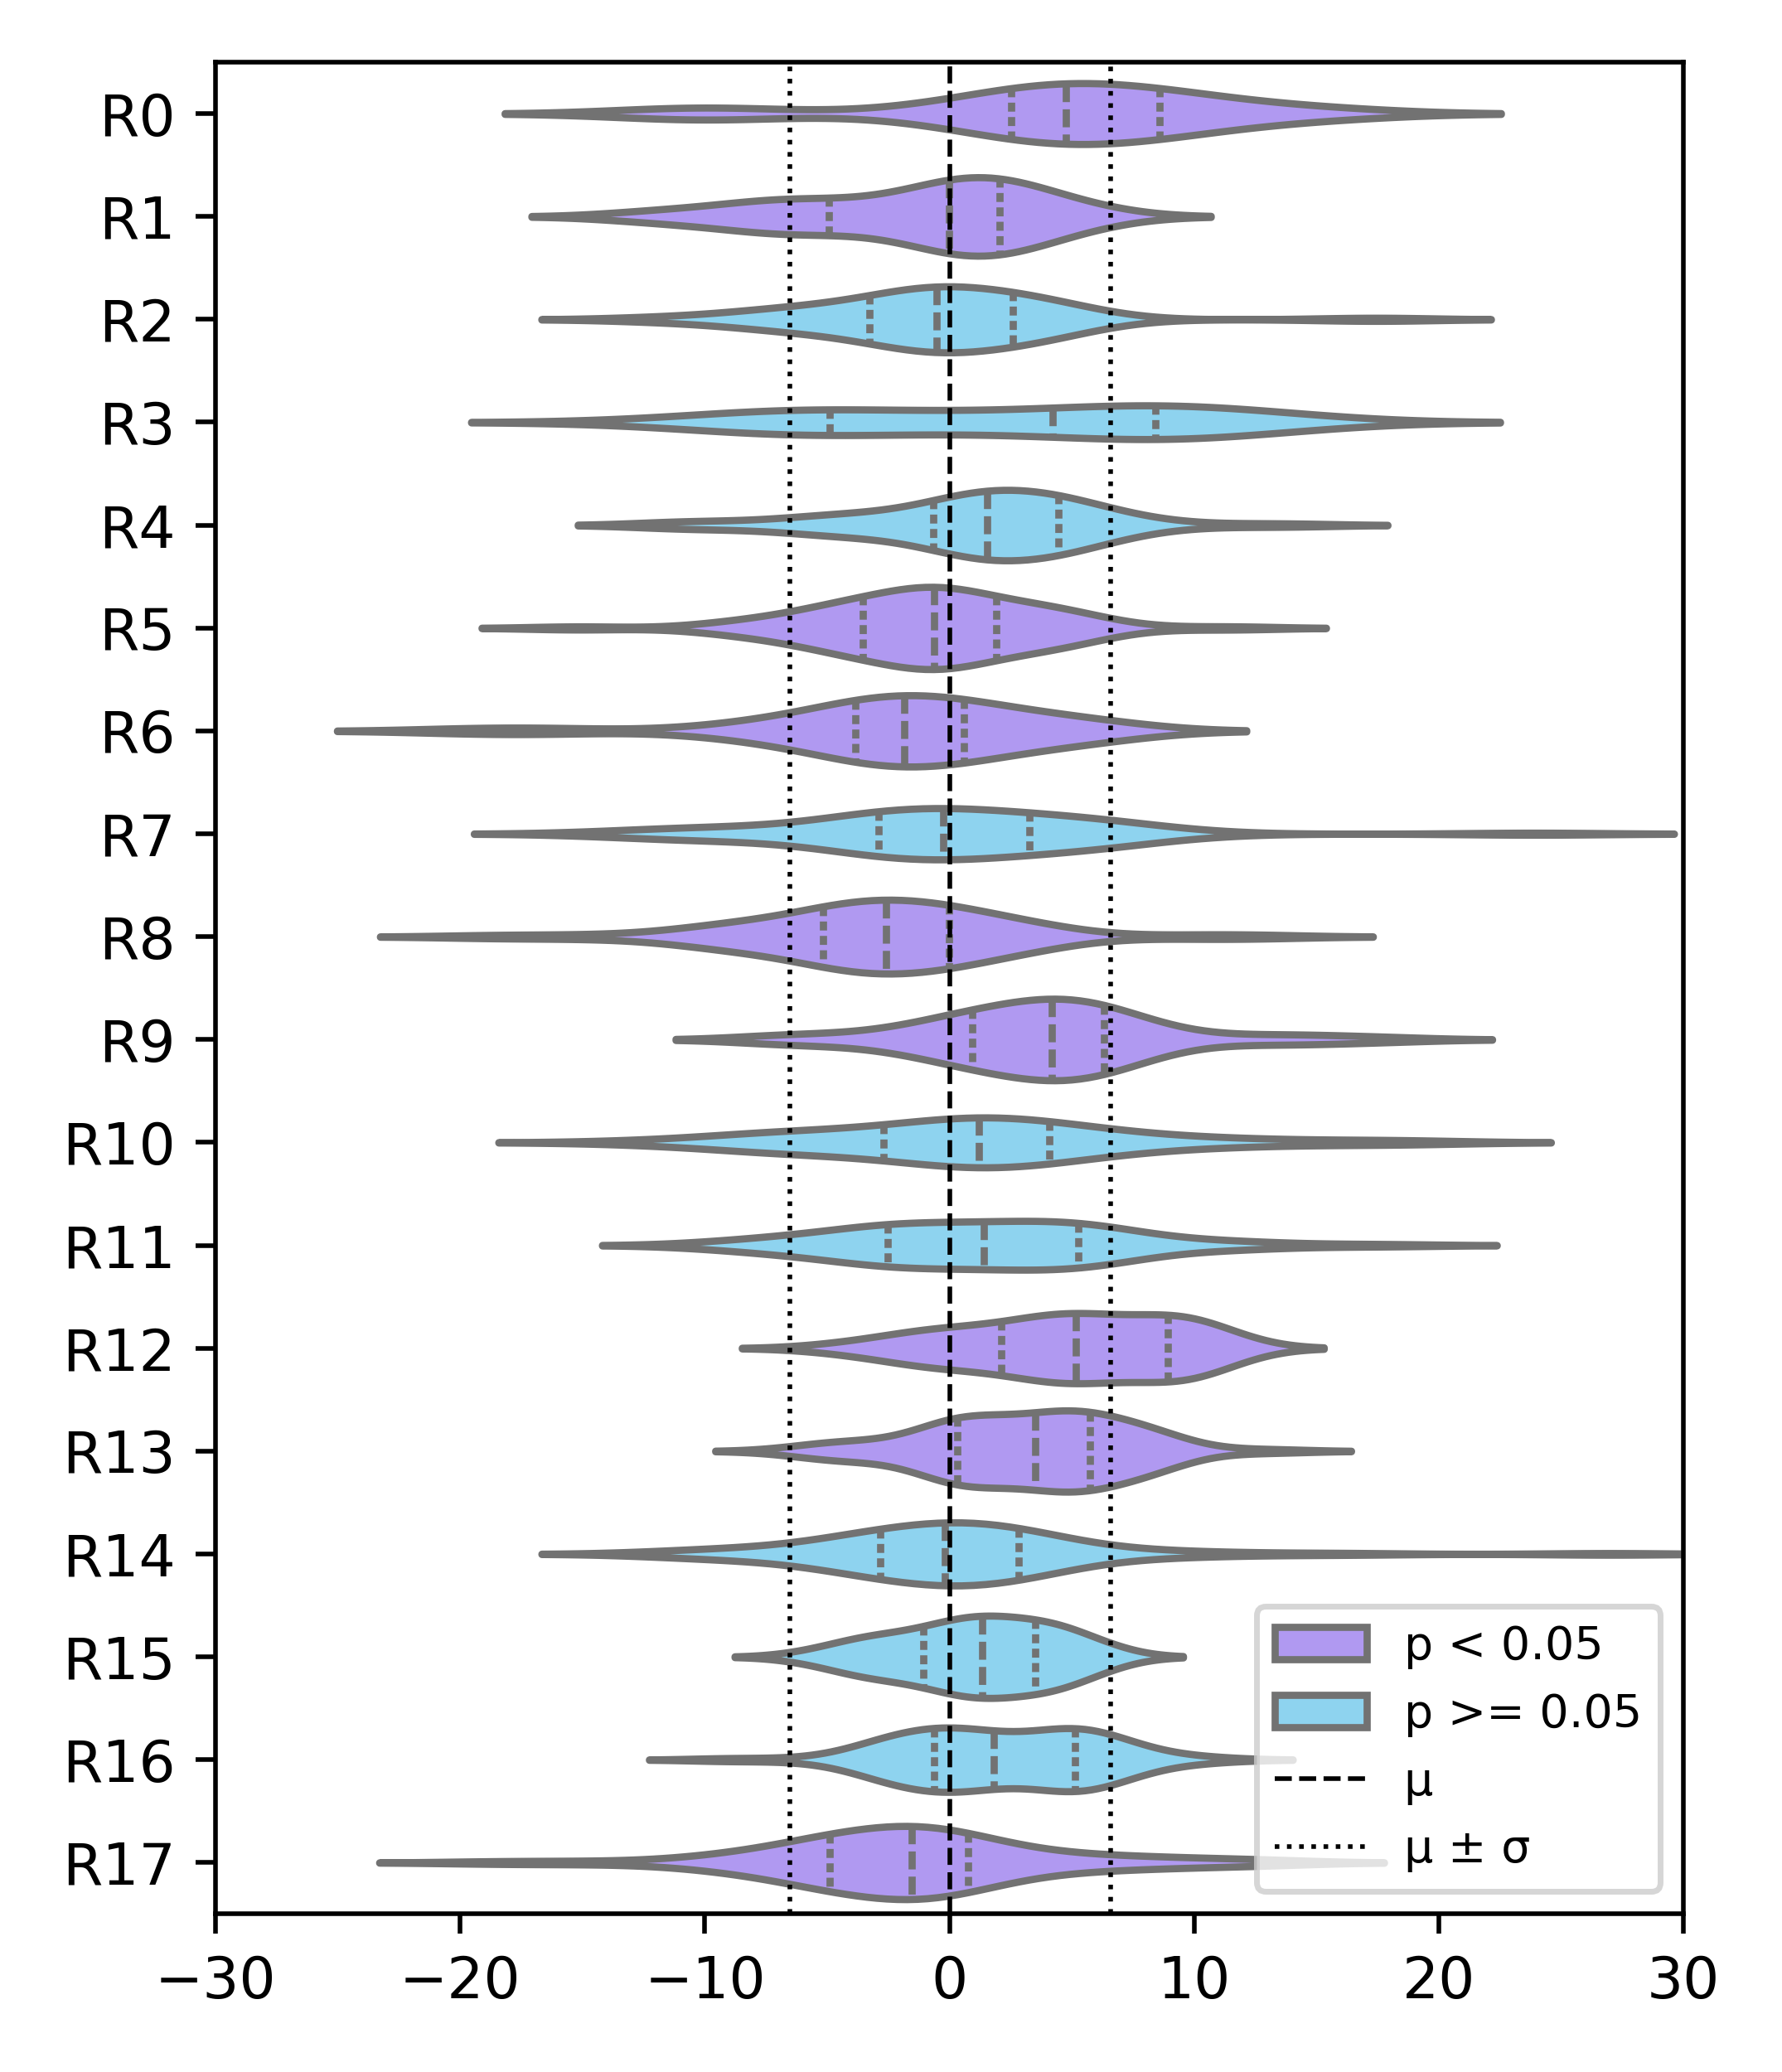 R0
R1
R2
R3
R4
R5
R6
R7
R8
R9
R10
R11
R12
R13
R14
R15
R16
R17
p < 0.05
p >= 0.05
μ
μ ± σ
−30 −20 −10 0 10 20 30